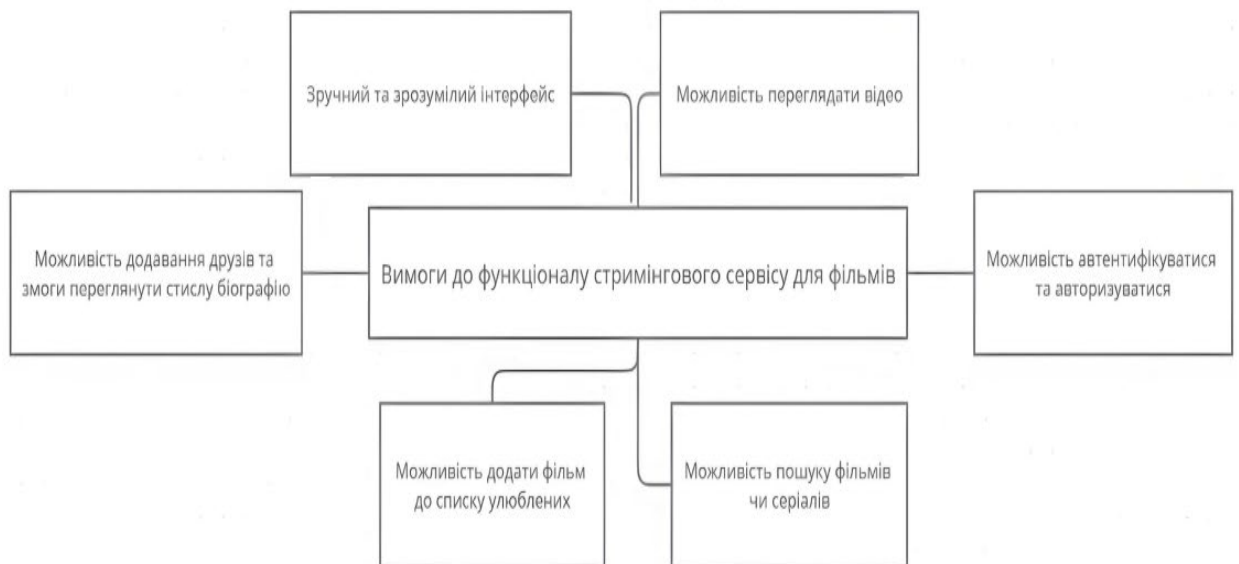 Зручний та зрозумілий інтерфейс
Можливість переглядати відео
Можливість додавання друзів та
змоги переглянути стислу біографію
Вимоги до функціоналу стримінгового сервісу для фільмів
Можливість автентифікуватися
та авторизуватися
Можливість додати фільм
до списку улюблених
Можливість пошуку фільмів
чи серіалів